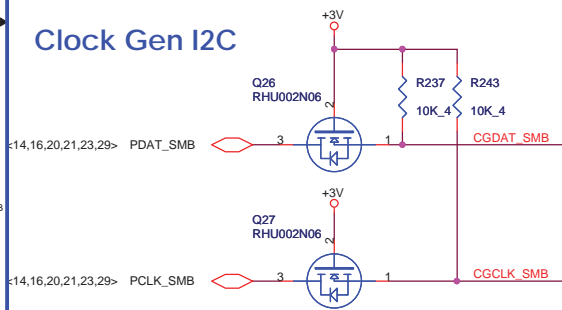 Clock Gen I2C
+3V
Q26
RHU002N06
R237
R243
10K_4
10K_4
2
<14,16,20,21,23,29> PDAT_SMB
3
1
CGDAT_SMB
+3V
Q27
RHU002N06
2
<14,16,20,21,23,29> PCLK_SMB
3
1
CGCLK_SMB